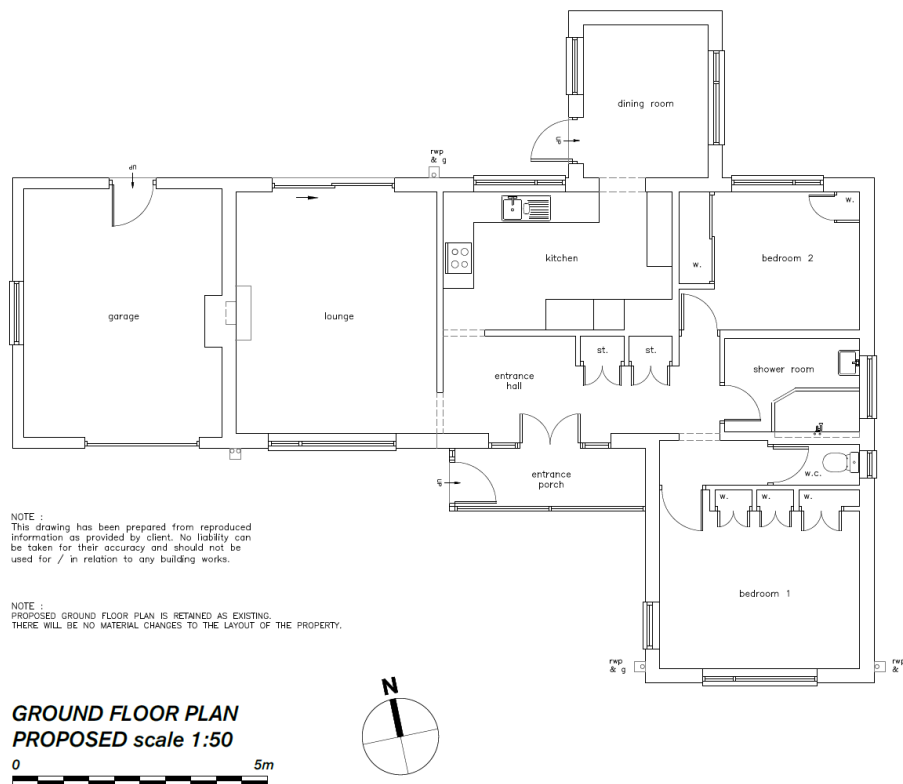 dining room
up
rwp
& g
up
w.
kitchen
w.
bedroom 2
garage
lounge
st.
st.
shower room
entrance
hall
up
entrance
porch
w.c.
w.
w.
w.
NOTE :
This drawing has been prepared from reproduced
information as provided by client. No liability can
be taken for their accuracy and should not be
used for / in relation to any building works.
bedroom 1
NOTE :
PROPOSED GROUND FLOOR PLAN IS RETAINED AS EXISTING.
THERE WILL BE NO MATERIAL CHANGES TO THE LAYOUT OF THE PROPERTY.
rwp
& g
rwp
&
N
GROUND FLOOR PLAN
PROPOSED scale 1:50
0 5m